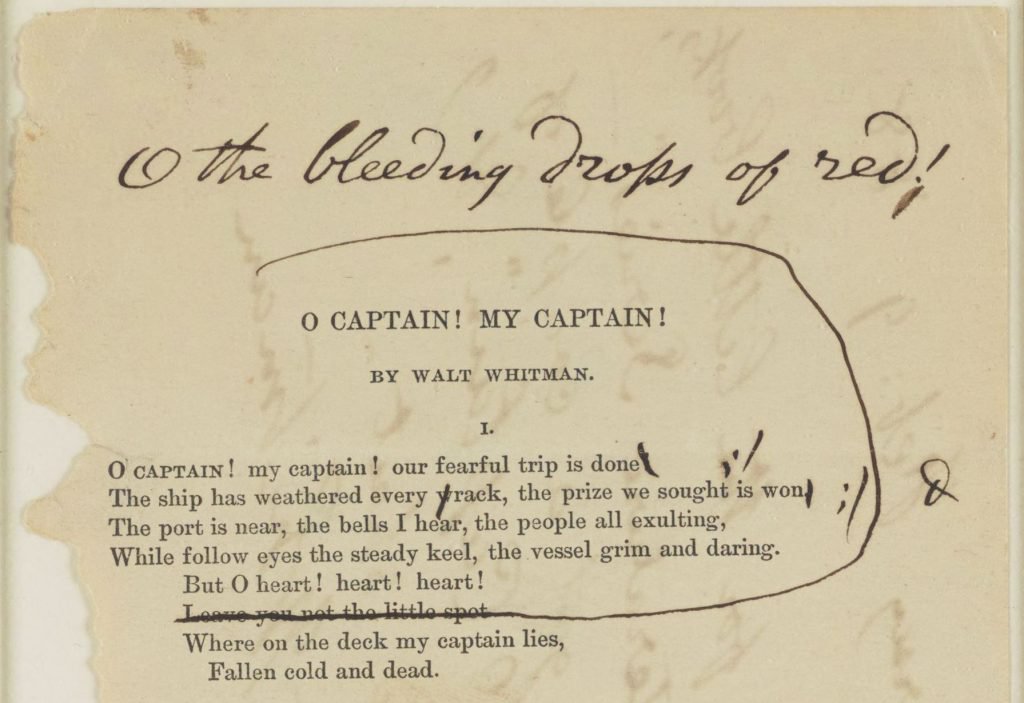 O the bleeding drops of red!
O CAPTAIN! MY CAPTAIN!
BY WALT WHITMAN.
I.
O CAPTAIN! my captain! our fearful trip is done ;/
The ship has weathered every wrack, the prize we sought is won, ;/
The port is near, the bells I hear, the people all exulting,
While follow eyes the steady keel, the vessel grim and daring.
But O heart! heart! heart!
Leave you not the little spot
Where on the deck my captain lies,
Fallen cold and dead.